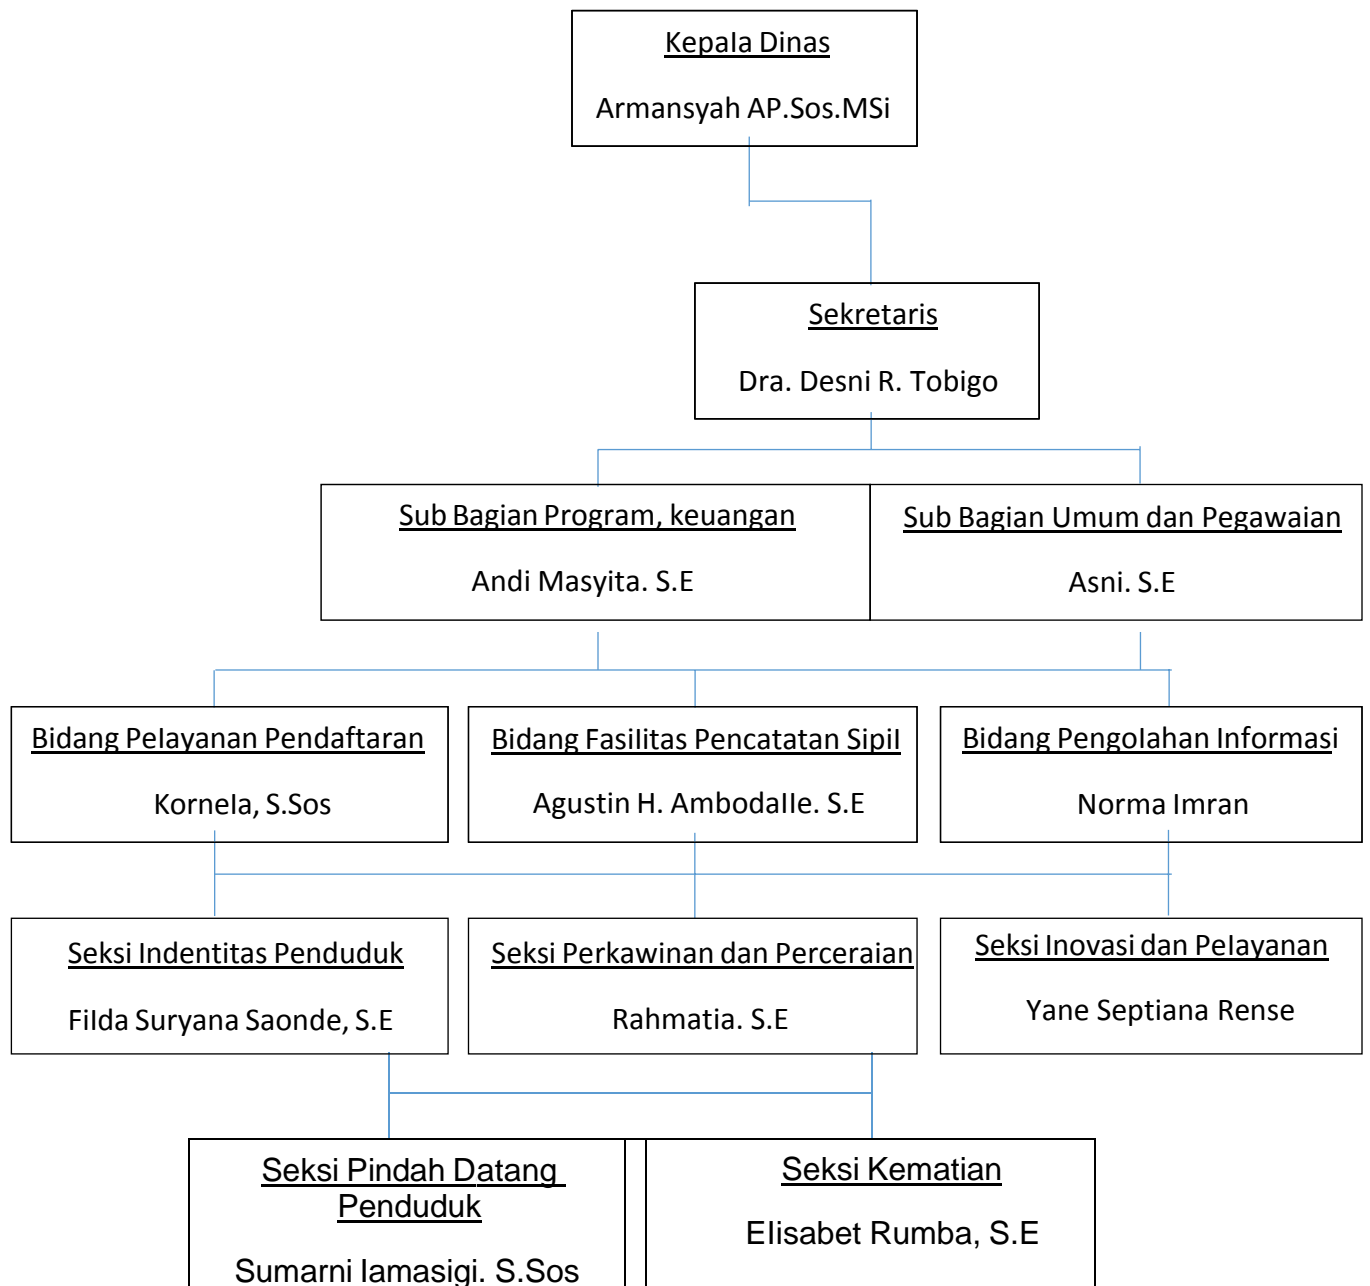 Kepala Dinas
Armansyah AP.Sos.MSi
Sekretaris
Dra. Desni R. Tobigo
Sub Bagian Program, keuangan
Andi Masyita. S.E
Sub Bagian Umum dan Pegawaian
Asni. S.E
Bidang Pelayanan Pendaftaran
Kornela, S.Sos
Bidang Fasilitas Pencatatan Sipil
Agustin H. Ambodalle. S.E
Bidang Pengolahan Informasi
Norma Imran
Seksi Indentitas Penduduk
Filda Suryana Saonde, S.E
Seksi Perkawinan dan Perceraian
Rahmatia. S.E
Seksi Inovasi dan Pelayanan
Yane Septiana Rense
Seksi Pindah Datang
Penduduk
Sumarni lamasigi. S.Sos
Seksi Kematian
Elisabet Rumba, S.E